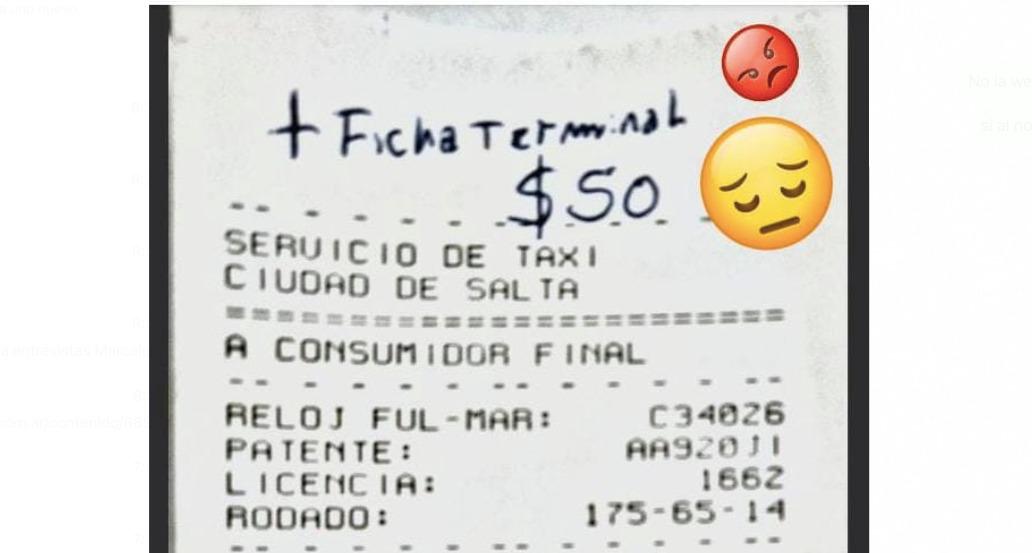 + Ficha Terminal
$50
SERVICIO DE TAXI
CIUDAD DE SALTA
========================
A CONSUMIDOR FINAL
RELOJ FUL-MAR: C34026
PATENTE: AA920JI
LICENCIA: 1662
RODADO: 175-65-14